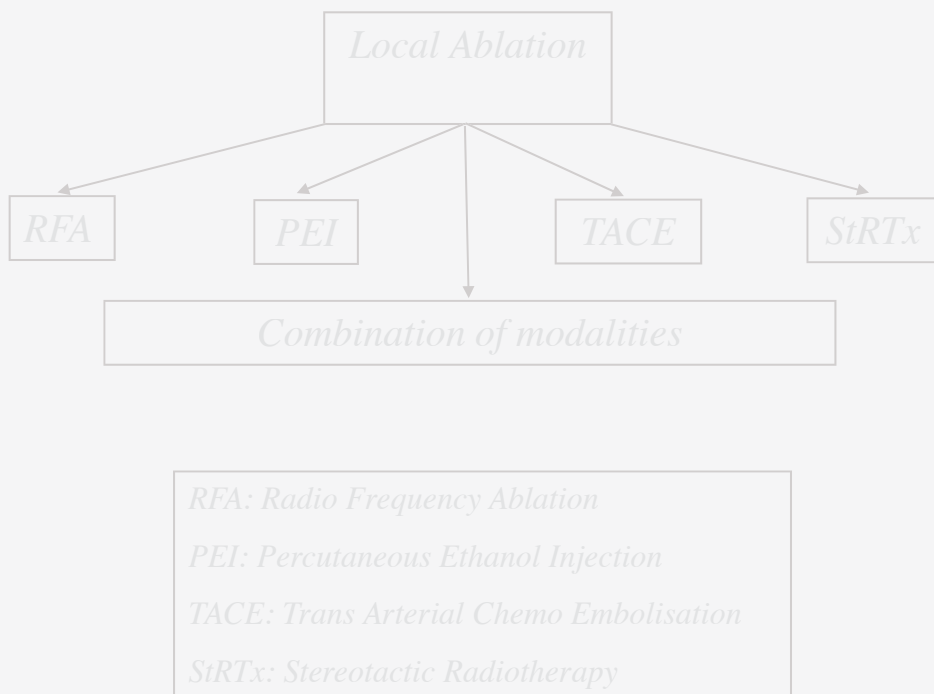 Local Ablation
RFA
PEI
TACE
StRTx
Combination of modalities
RFA: Radio Frequency Ablation
PEI: Percutaneous Ethanol Injection
TACE: Trans Arterial Chemo Embolisation
StRTx: Stereotactic Radiotherapy